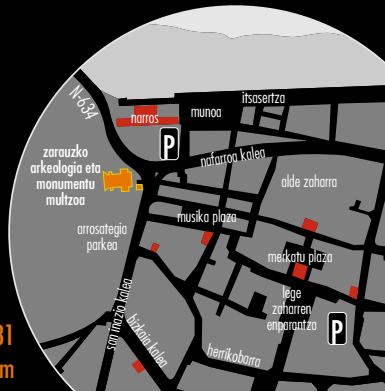 itsasertza
N-634
narros
munoa
P
nafarroa kalea
zarauzko
arkeologia eta
monumentu
multzoa
alde zaharra
musika plaza
arrosategia
parkea
merkatu plaza
lege
zaharren
enparantza
san inazio kalea
bizkaia kalea
P
herrikobarra
31
m